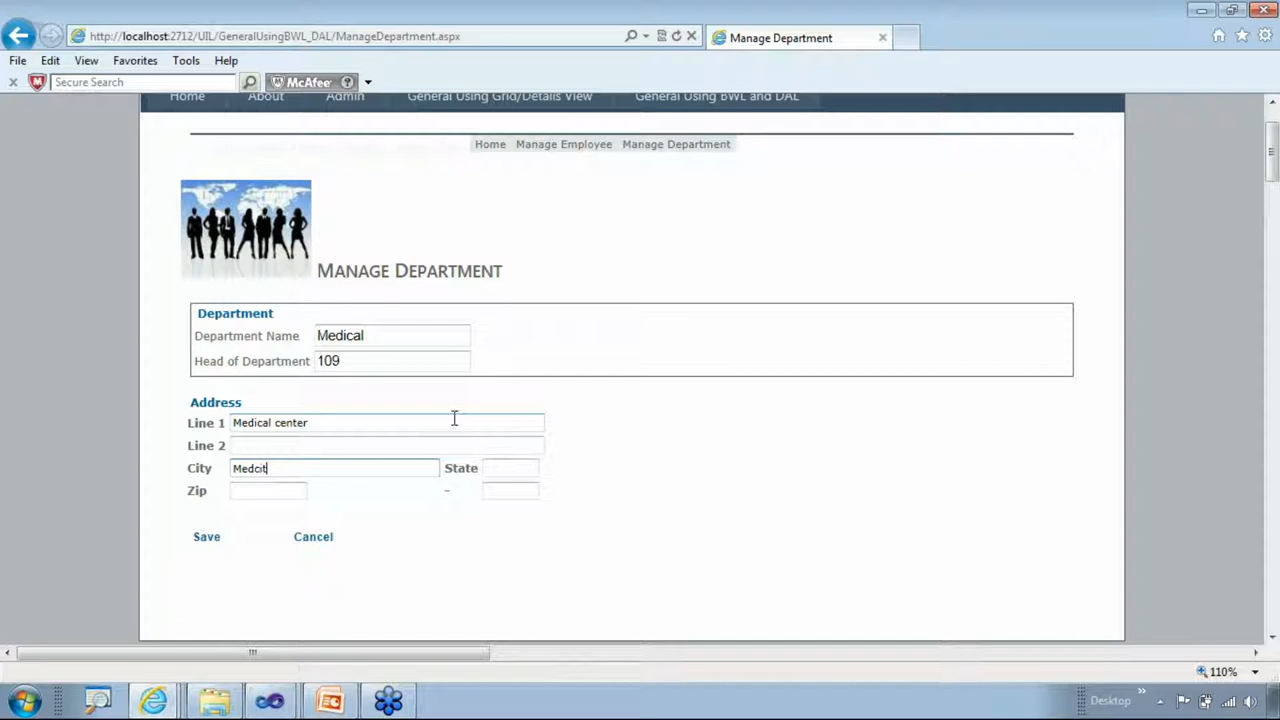 http://localhost:2712/UIL/GeneralUsingBWL_DAL/ManageDepartment.aspx
Manage Department
File Edit View Favorites Tools Help
Secure Search McAfee
Home About Admin General Using Grid/Details View General Using BWL and DAL
Home Manage Employee Manage Department
MANAGE DEPARTMENT
Department
Department Name Medical
Head of Department 109
Address
Line 1 Medical center
Line 2
City Medcit State
Zip –
Save Cancel
110%
Desktop